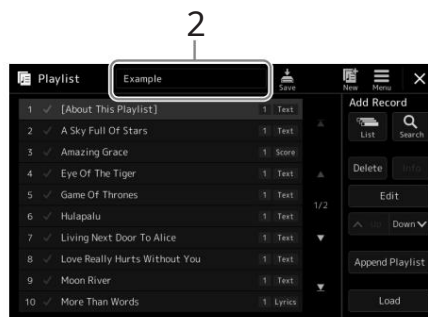 2
Playlist
Example
Save
New
Menu
1 [About This Playlist] 1 Text
2 A Sky Full Of Stars 1 Text
3 Amazing Grace 1 Score
4 Eye Of The Tiger 1 Text
5 Game Of Thrones 1 Text
6 Hulapalu 1 Text
7 Living Next Door To Alice 1 Text
8 Love Really Hurts Without You 1 Text
9 Moon River 1 Text
10 More Than Words 1 Lyrics
1/2
Add Record
List
Search
Delete
Info
Edit
Up
Down
Append Playlist
Load